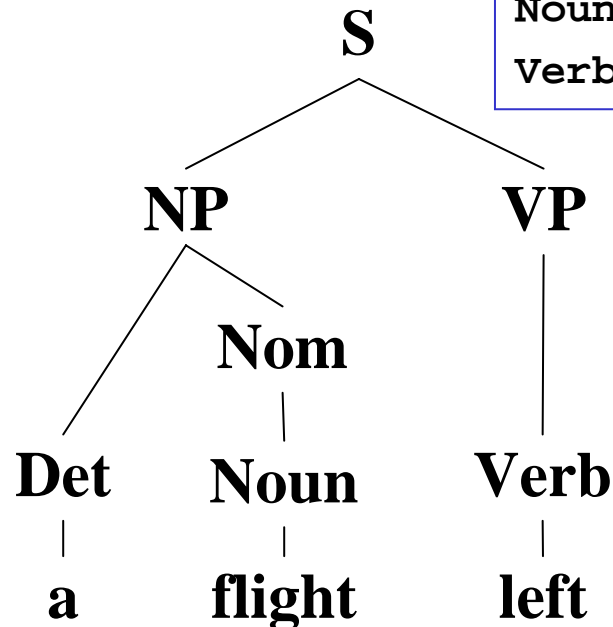 Noun
Verb
S
NP VP
Nom
Det Noun Verb
a flight left